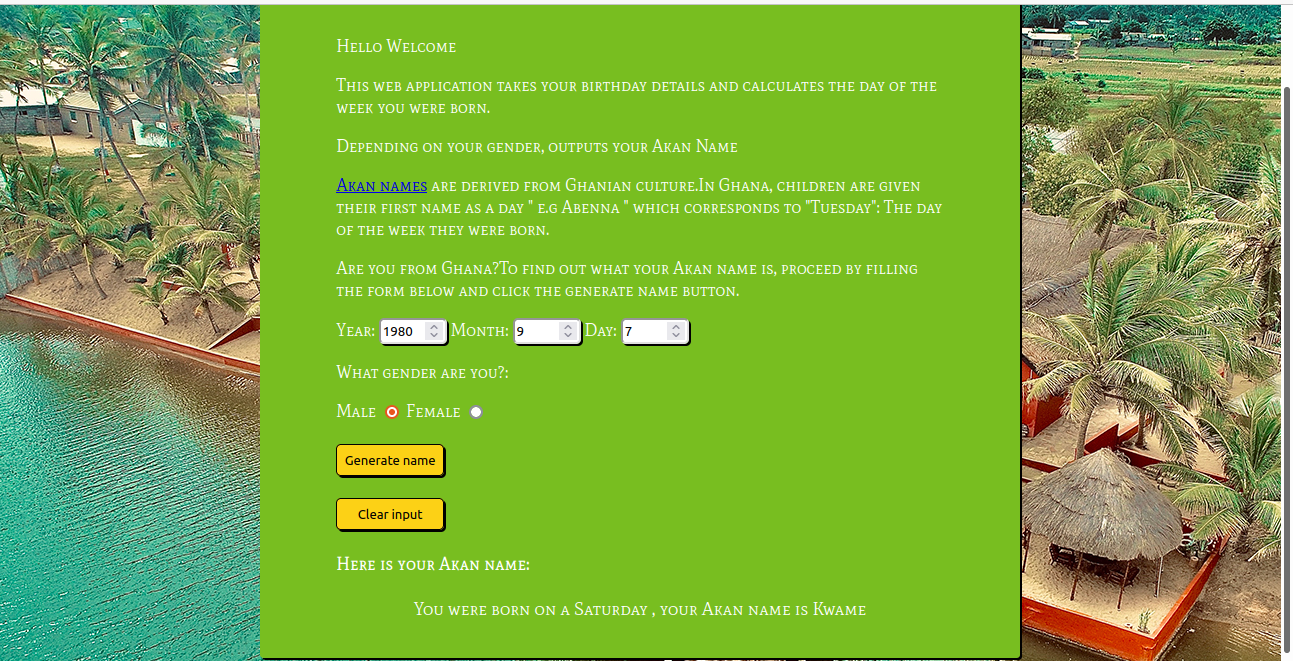 Hello Welcome
This web application takes your birthday details and calculates the day of the
week you were born.
Depending on your gender, outputs your Akan Name
Akan names are derived from Ghanian culture.In Ghana, children are given
their first name as a day " e.g Abenna " which corresponds to "Tuesday": The day
of the week they were born.
Are you from Ghana?To find out what your Akan name is, proceed by filling
the form below and click the generate name button.
Year: 1980 Month: 9 Day: 7
What gender are you?:
Male Female
Generate name
Clear input
Here is your Akan name:
You were born on a Saturday , your Akan name is Kwame